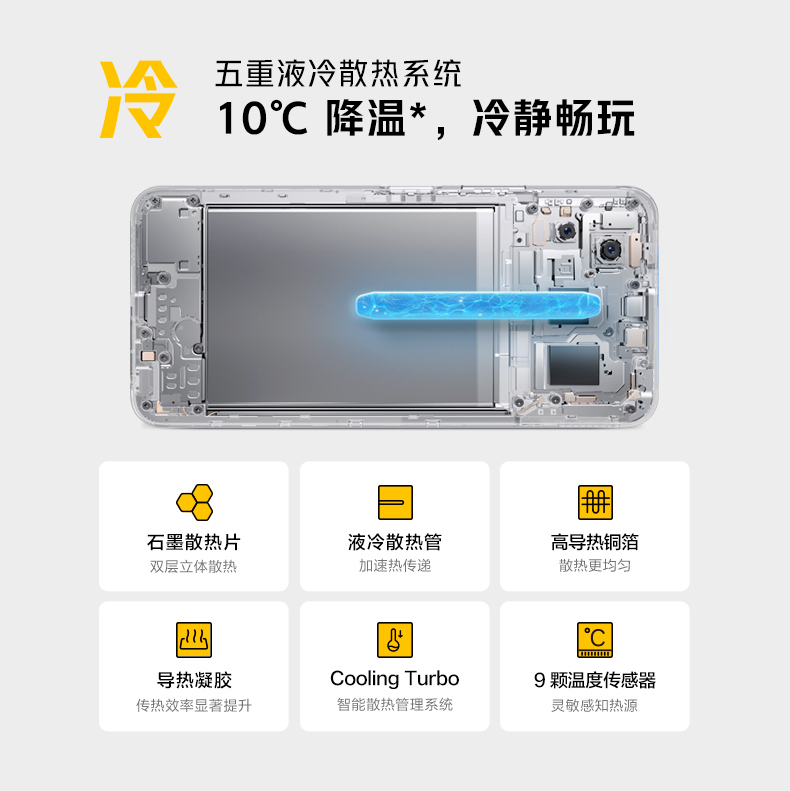 冷
五重液冷散热系统
10℃ 降温*，冷静畅玩
石墨散热片
双层立体散热
液冷散热管
加速热传递
高导热铜箔
散热更均匀
导热凝胶
传热效率显著提升
Cooling Turbo
智能散热管理系统
℃
9 颗温度传感器
灵敏感知热源